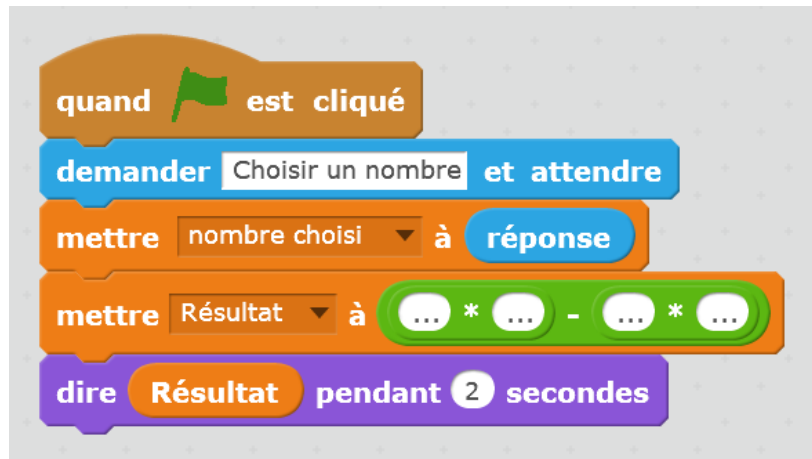 quand est cliqué
demander Choisir un nombre et attendre
mettre nombre choisi à réponse
mettre Résultat à ... * ... - ... * ...
dire Résultat pendant 2 secondes